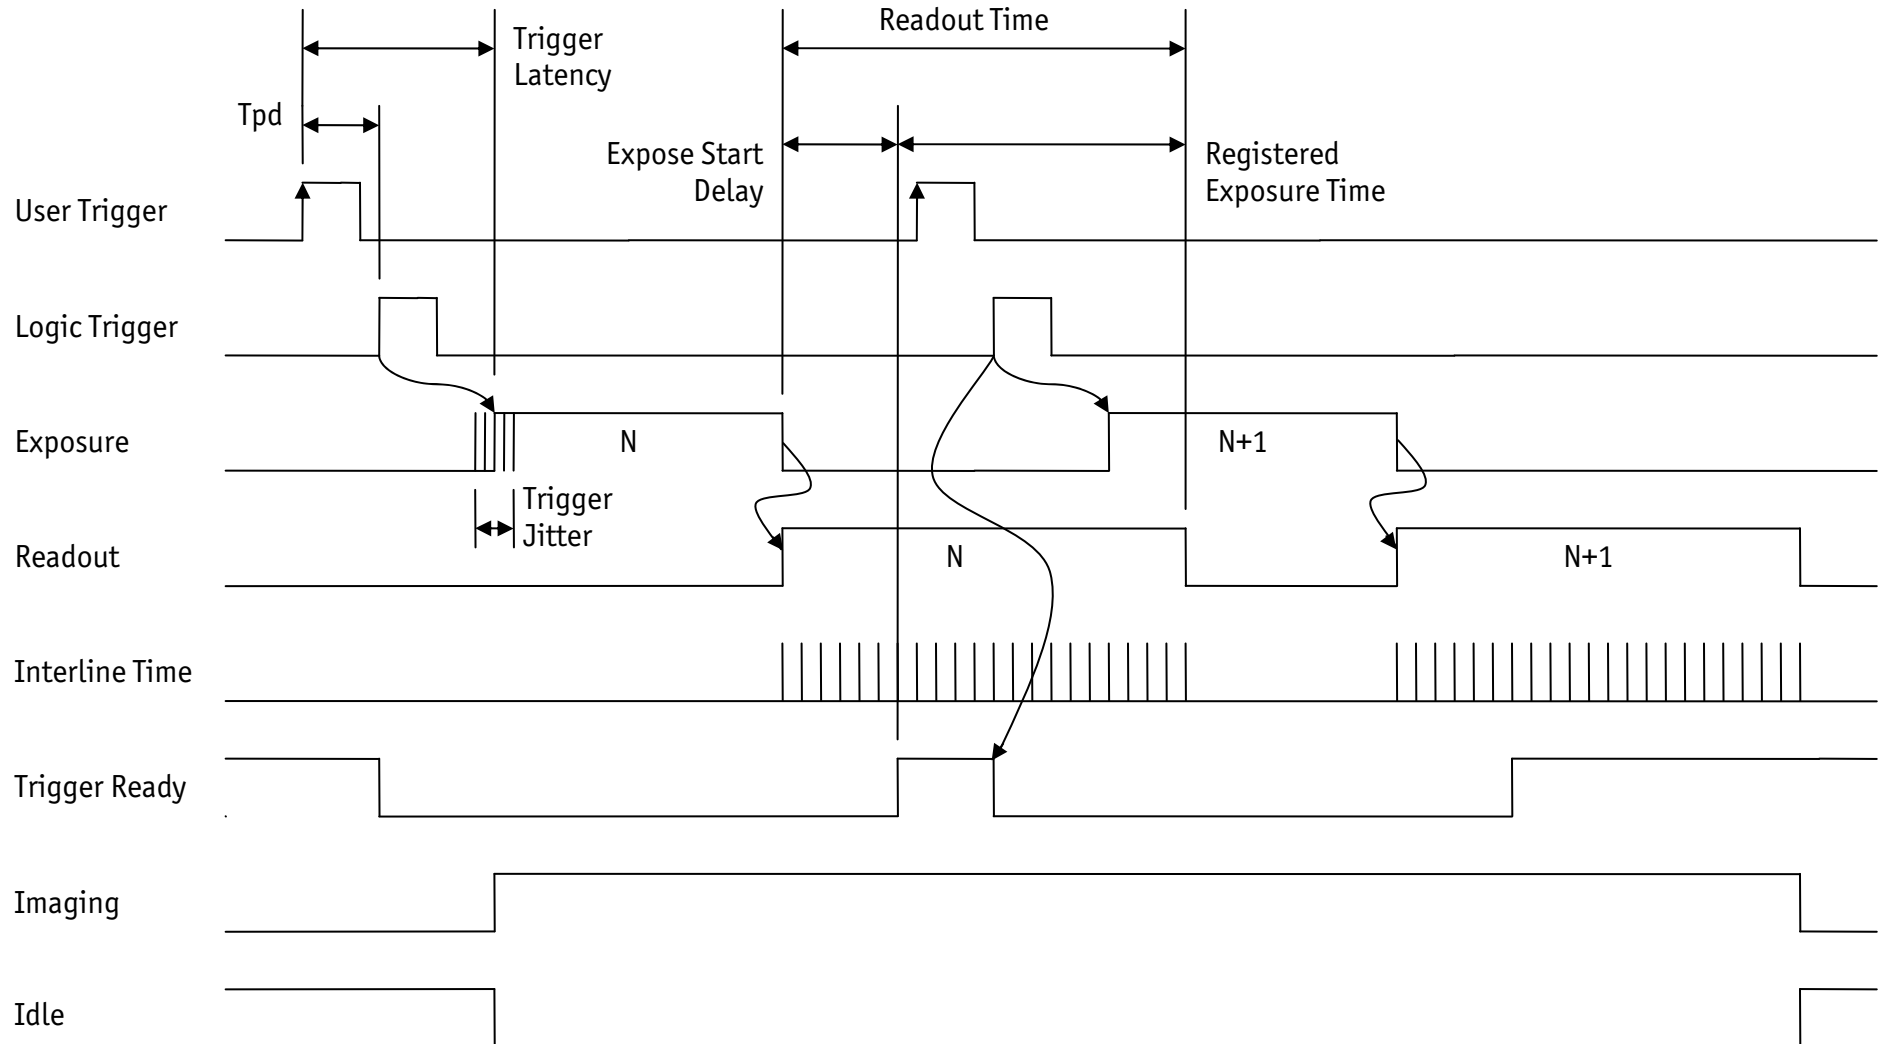 Readout Time
Trigger
Latency
Tpd
Expose Start
Delay
Registered
Exposure Time
User Trigger
Logic Trigger
Exposure
N
N+1
Trigger
Jitter
Readout
N
N+1
Interline Time
Trigger Ready
Imaging
Idle